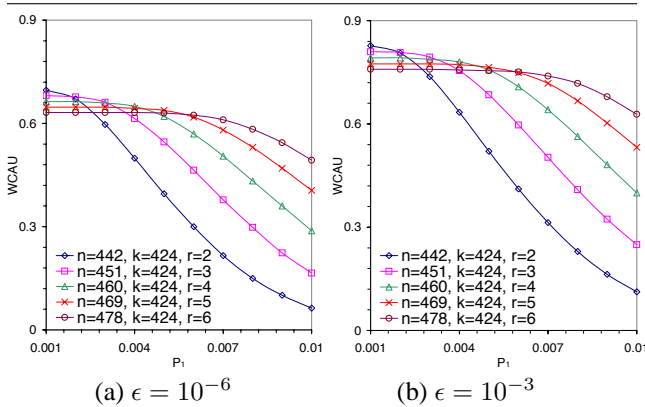 0.9
0.6
0.3
0
WCAU
n=442, k=424, r=2
n=451, k=424, r=3
n=460, k=424, r=4
n=469, k=424, r=5
n=478, k=424, r=6
0.001 0.004 0.007 0.01
P₁
(a) ϵ = 10⁻⁶
0.9
0.6
0.3
0
WCAU
n=442, k=424, r=2
n=451, k=424, r=3
n=460, k=424, r=4
n=469, k=424, r=5
n=478, k=424, r=6
0.001 0.004 0.007 0.01
P₁
(b) ϵ = 10⁻³